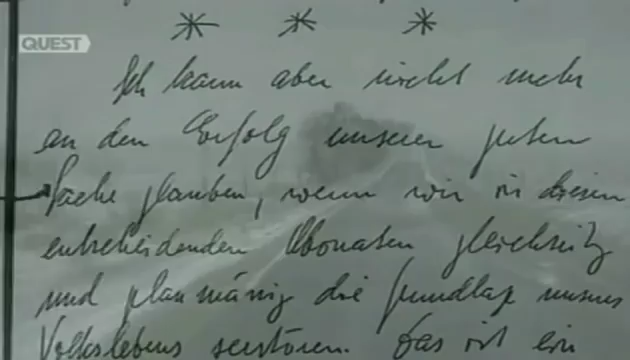 * * *
QUEST
Ich kann aber nicht mehr
an den Erfolg unserer guten
Sache glauben, wenn wir in diesen
entscheidenden Monaten gleichzeitig
und planmäßig die Grundlage unseres
Volkslebens zerstören. Das ist ein